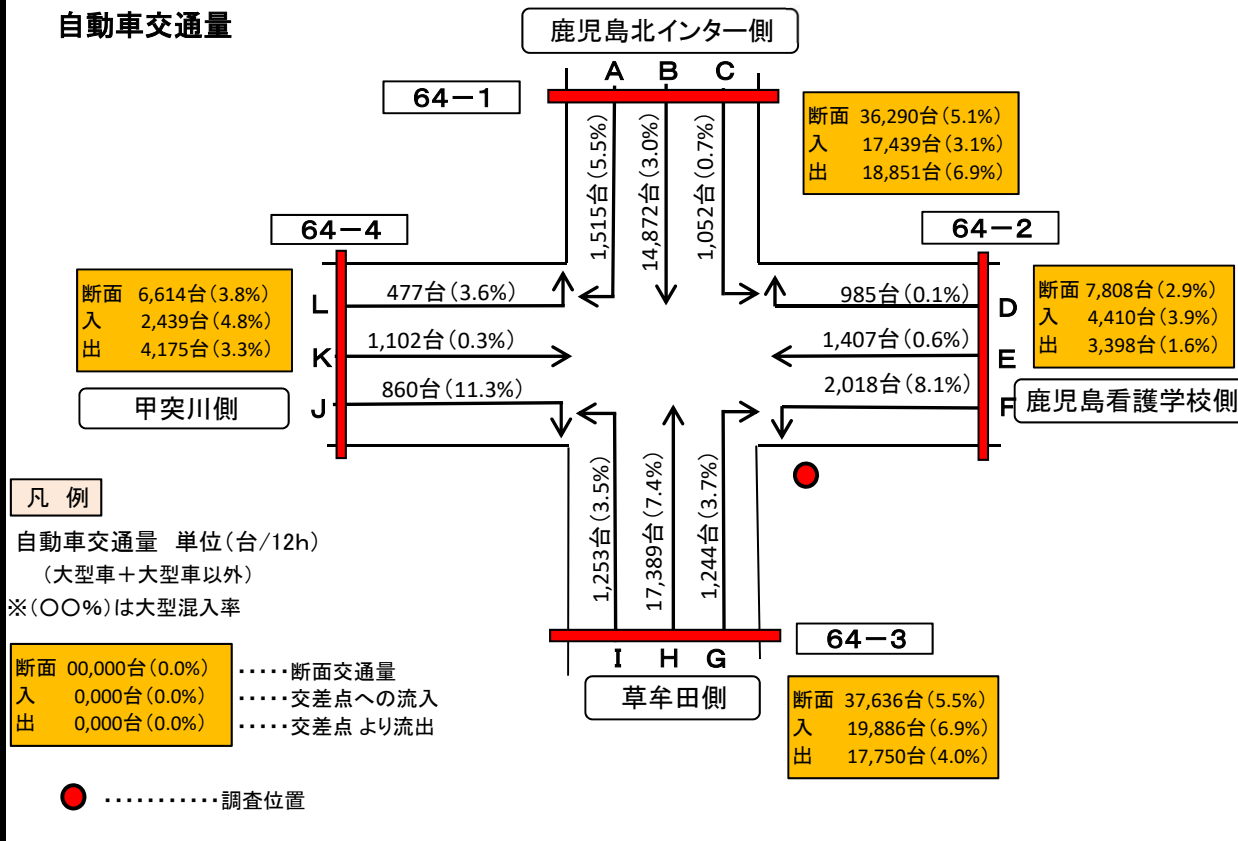 自動車交通量
鹿児島北インター側
A B C
64-1
1,515台(5.5%)
14,872台(3.0%)
1,052台(0.7%)
断面 36,290台(5.1%)
入 17,439台(3.1%)
出 18,851台(6.9%)
64-4
64-2
断面 6,614台(3.8%)
入 2,439台(4.8%)
出 4,175台(3.3%)
L
477台(3.6%)
K
1,102台(0.3%)
J
860台(11.3%)
甲突川側
985台(0.1%)
D
1,407台(0.6%)
E
2,018台(8.1%)
F
断面 7,808台(2.9%)
入 4,410台(3.9%)
出 3,398台(1.6%)
鹿児島看護学校側
1,253台(3.5%)
17,389台(7.4%)
1,244台(3.7%)
I H G
64-3
草牟田側
断面 37,636台(5.5%)
入 19,886台(6.9%)
出 17,750台(4.0%)
凡 例
自動車交通量 単位(台/12h)
(大型車+大型車以外)
※(〇〇%)は大型混入率
断面 00,000台(0.0%) ・・・・・断面交通量
入 0,000台(0.0%) ・・・・・交差点への流入
出 0,000台(0.0%) ・・・・・交差点 より流出
・・・・・・・・・・・調査位置